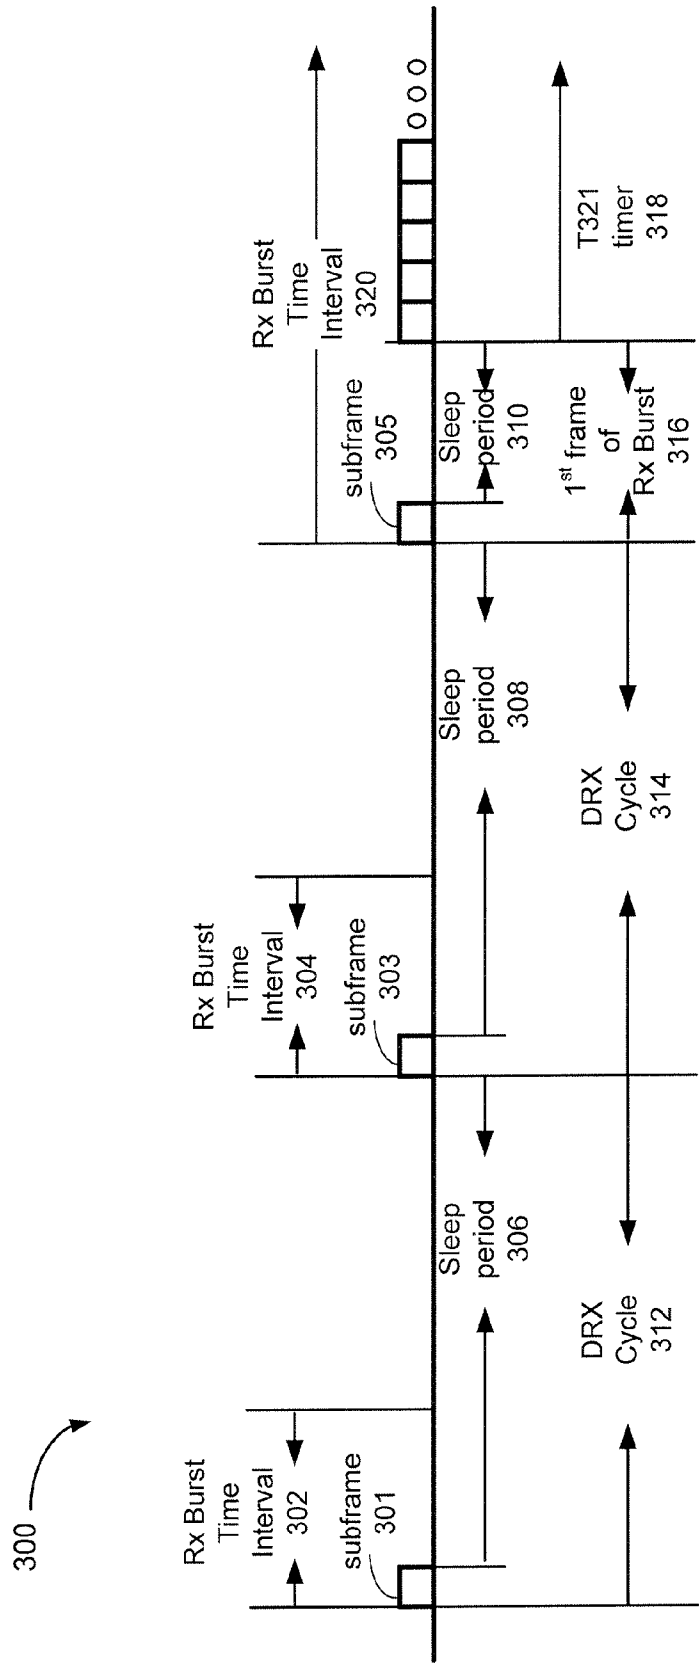 300
Rx Burst
Time
Interval
302
subframe
301
Sleep
period
306
DRX
Cycle
312
Rx Burst
Time
Interval
304
subframe
303
Sleep
period
308
DRX
Cycle
314
Rx Burst
Time
Interval
320
subframe
305
Sleep
period
310
1st frame
of
Rx Burst
316
T321
timer
318